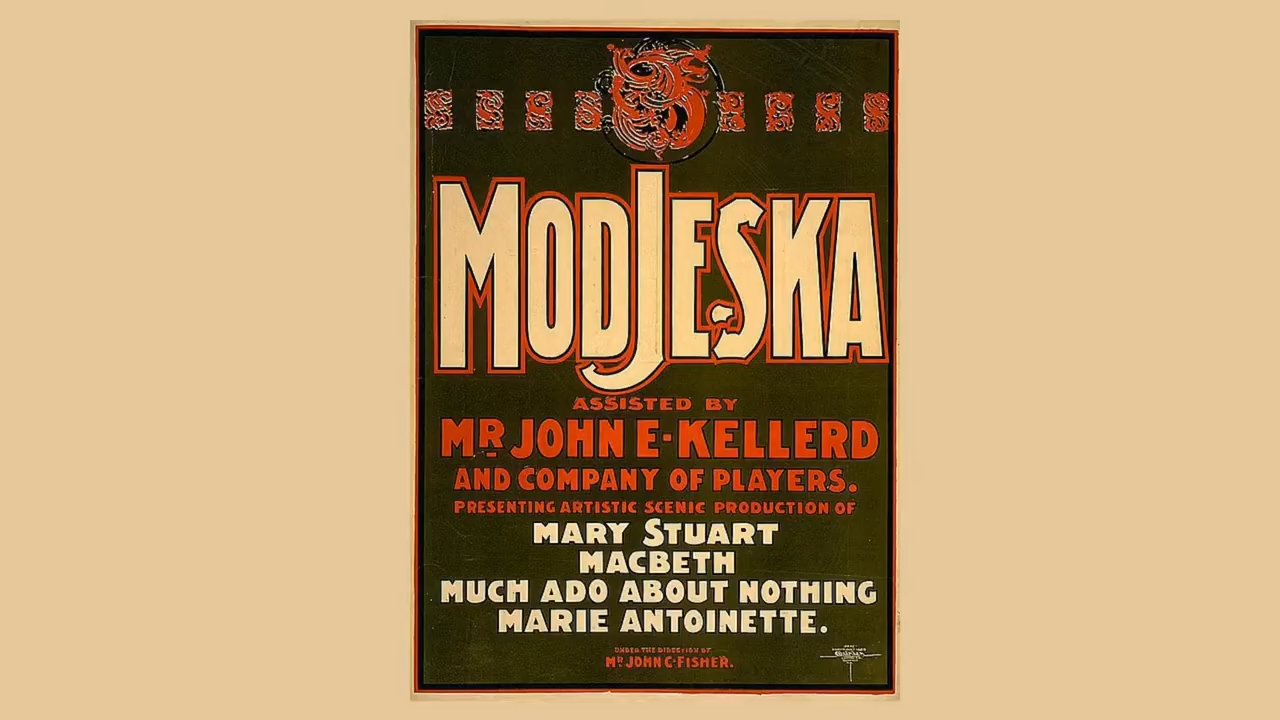 MODJESKA
ASSISTED BY
MR JOHN E-KELLERD
AND COMPANY OF PLAYERS.
PRESENTING ARTISTIC SCENIC PRODUCTION OF
MARY STUART
MACBETH
MUCH ADO ABOUT NOTHING
MARIE ANTOINETTE.
UNDER THE DIRECTION OF
MR JOHN C-FISHER.